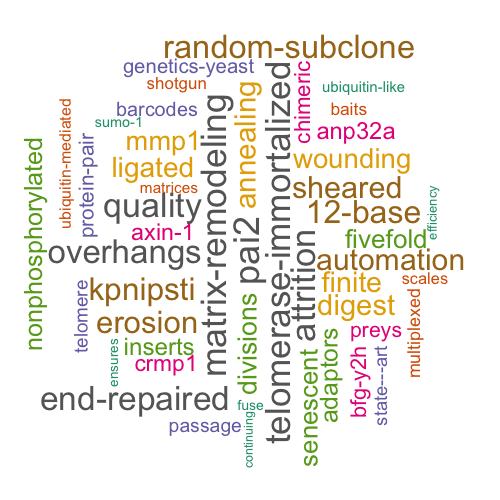 random-subclone
genetics-yeast
shotgun
ubiquitin-like
chimeric
barcodes
baits
sumo-1
mmp1
annealing
anp32a
ubiquitin-mediated
protein-pair
ligated
wounding
matrices
matrix-remodeling
telomerase-immortalized
sheared
nonphosphorylated
quality
pai2
12-base
efficiency
axin-1
fivefold
overhangs
attrition
automation
telomere
kpnipsti
finite
scales
digest
multiplexed
erosion
divisions
preys
inserts
ensures
crmp1
senescent
adaptors
bfg-y2h
state---art
end-repaired
fuse
continuing
passage